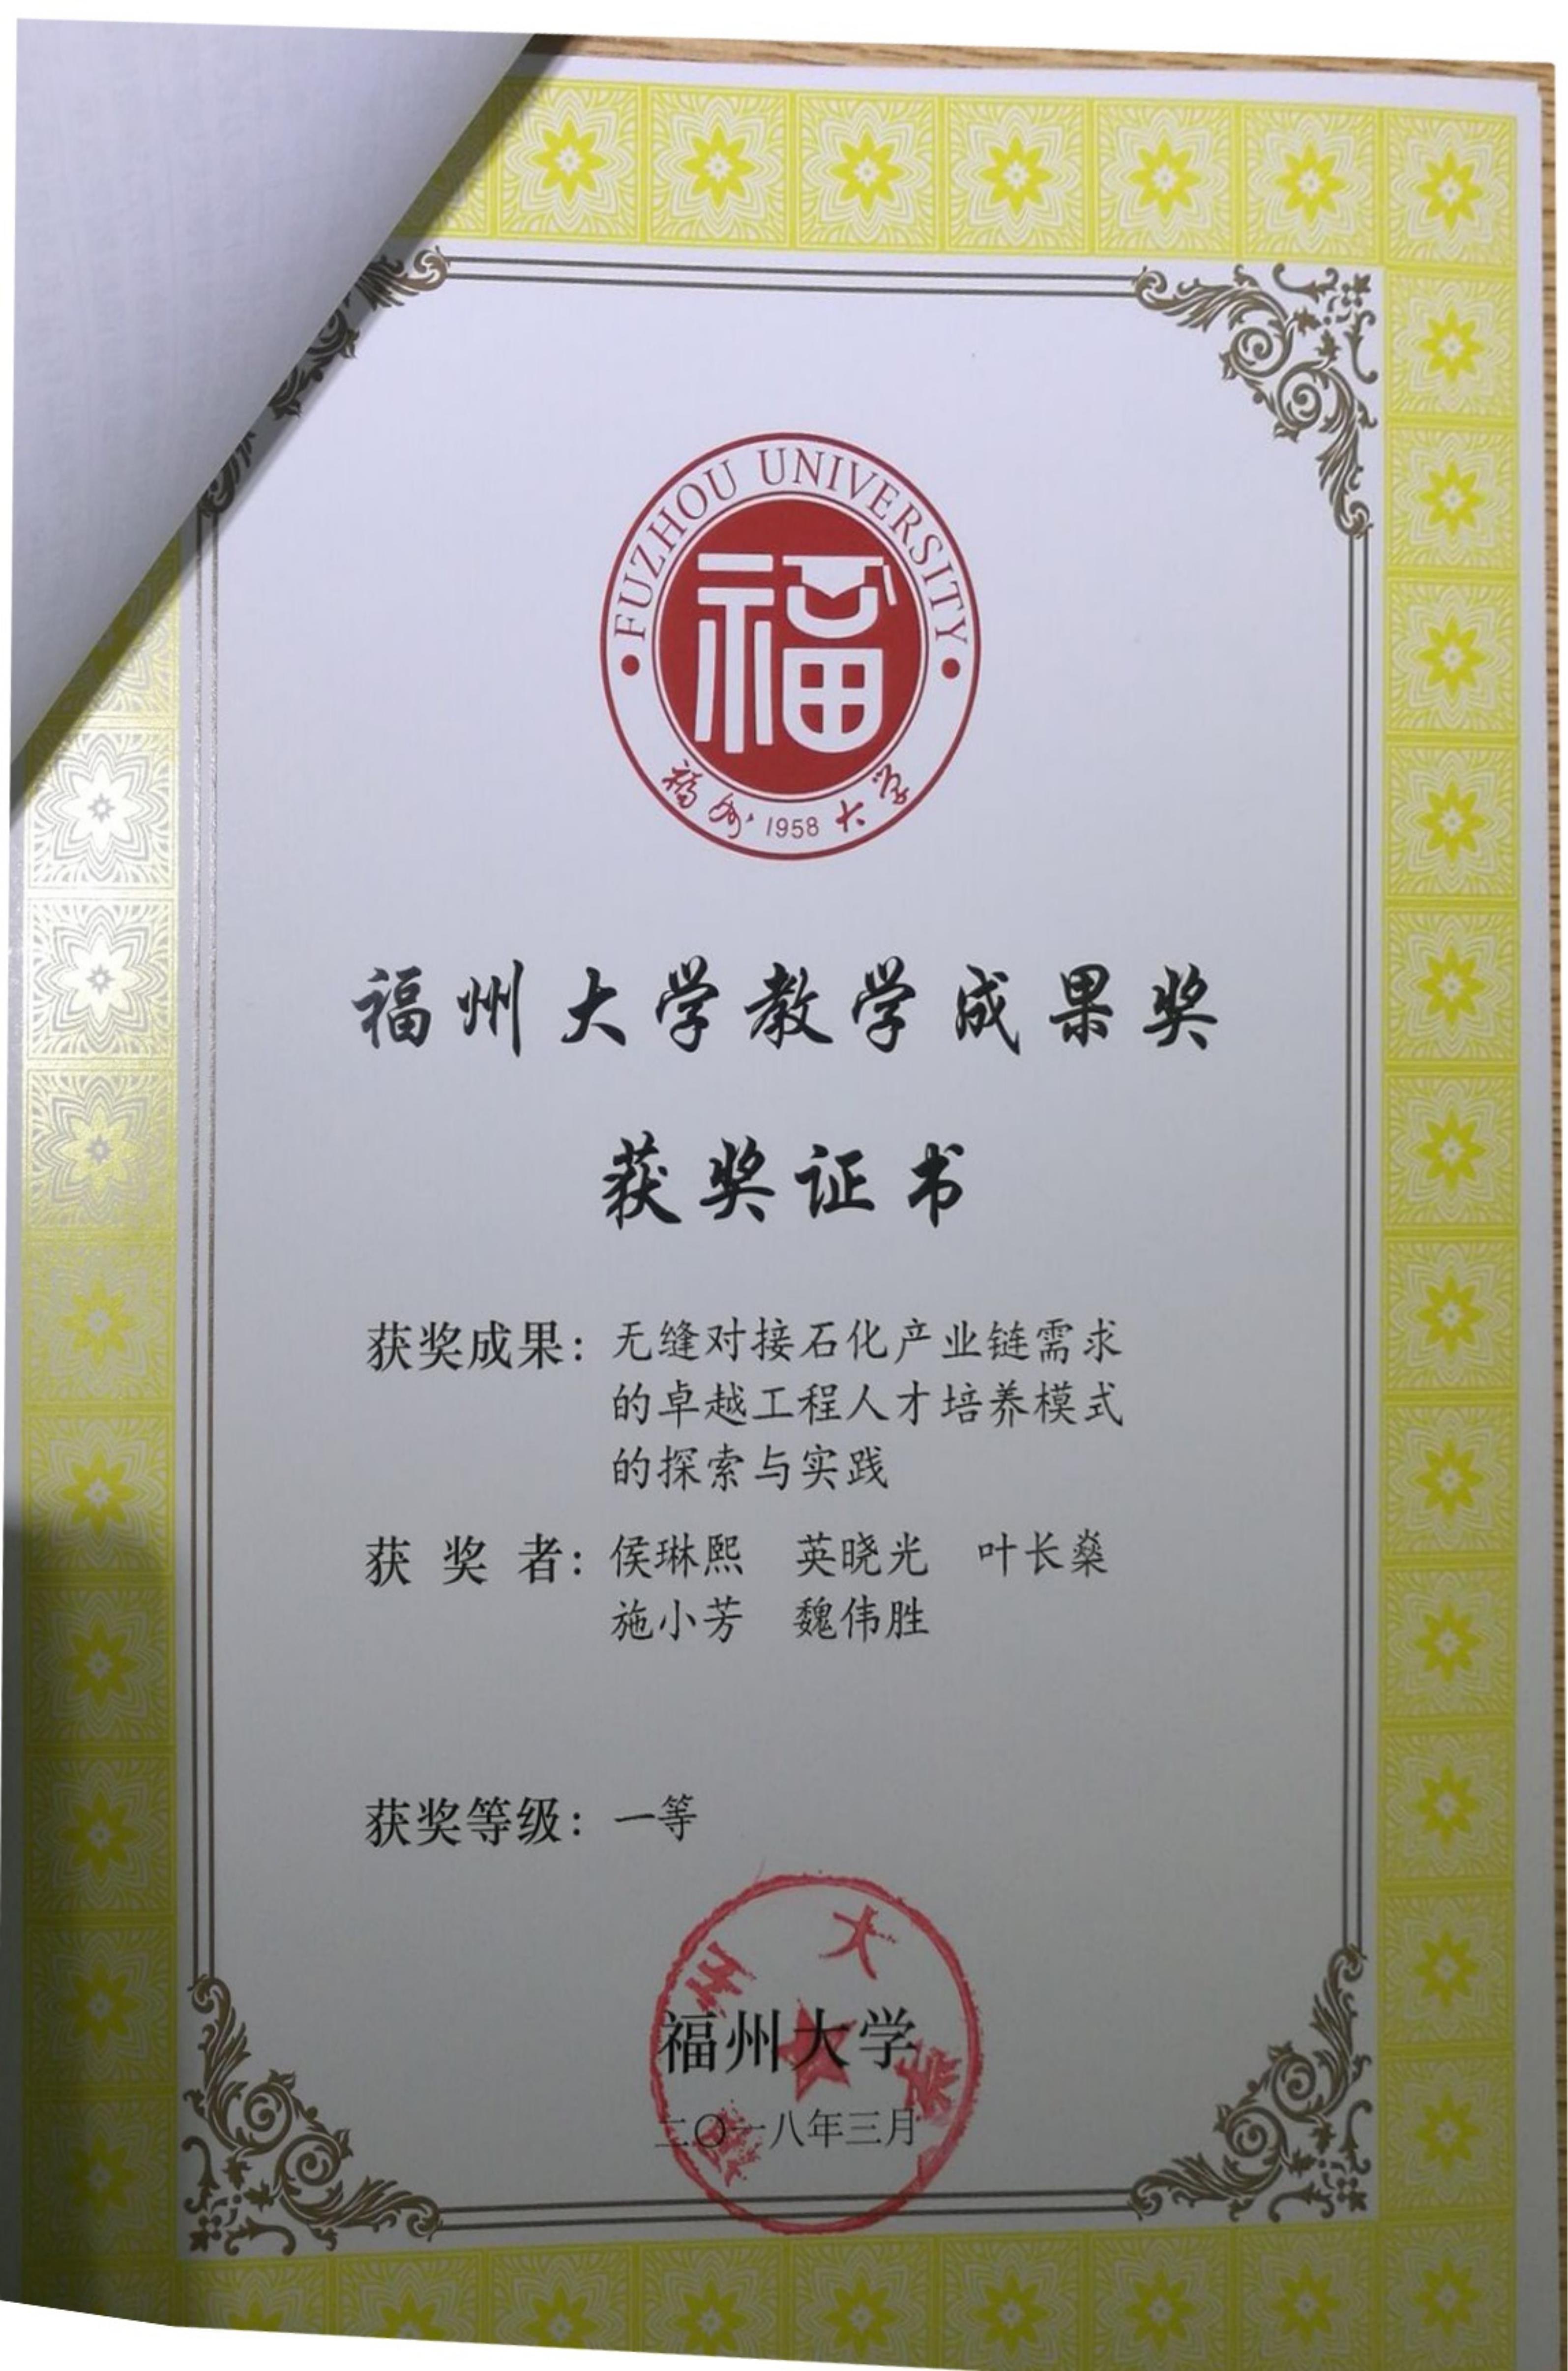 FUZHOU UNIVERSITY
福
福州 1958 大学
福州大学教学成果奖
获奖证书
获奖成果：无缝对接石化产业链需求
的卓越工程人才培养模式
的探索与实践
获奖者：侯琳熙 英晓光 叶长燊
施小芳 魏伟胜
获奖等级：一等
福州大学
福州大学
二〇一八年三月